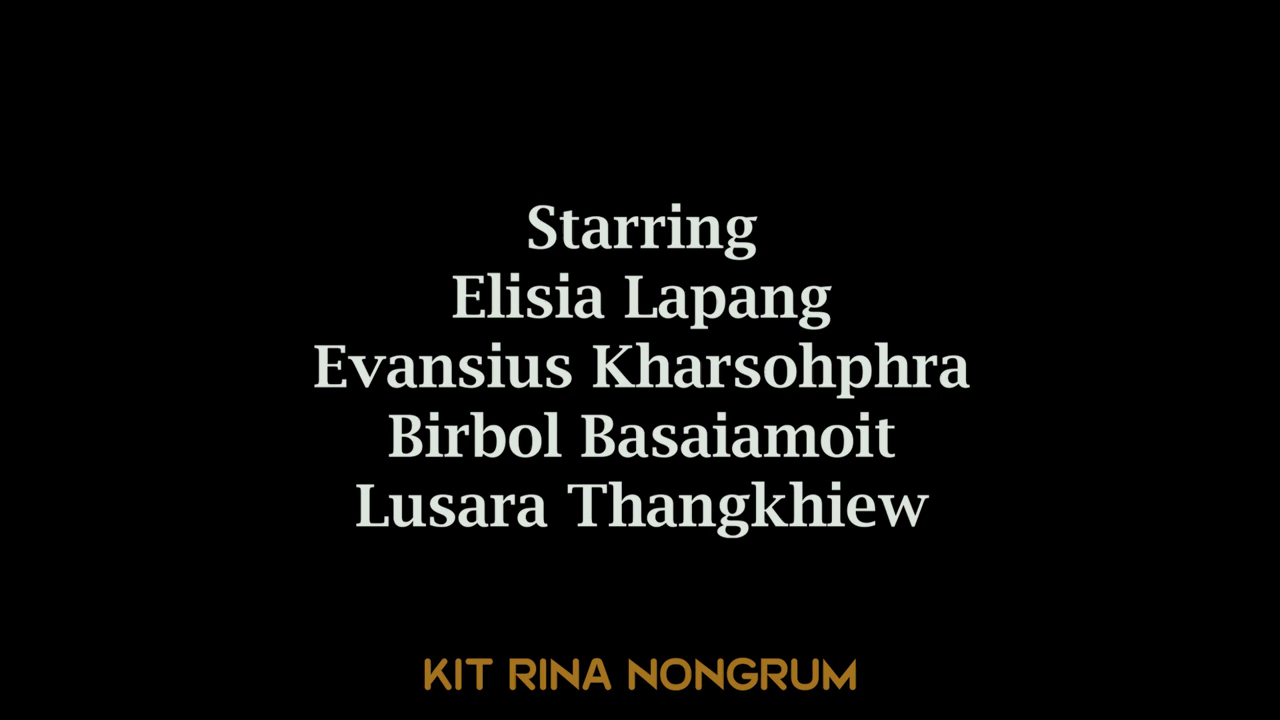 Starring
Elisia Lapang
Evansius Kharsohphra
Birbol Basaiamoit
Lusara Thangkhiew
KIT RINA NONGRUM